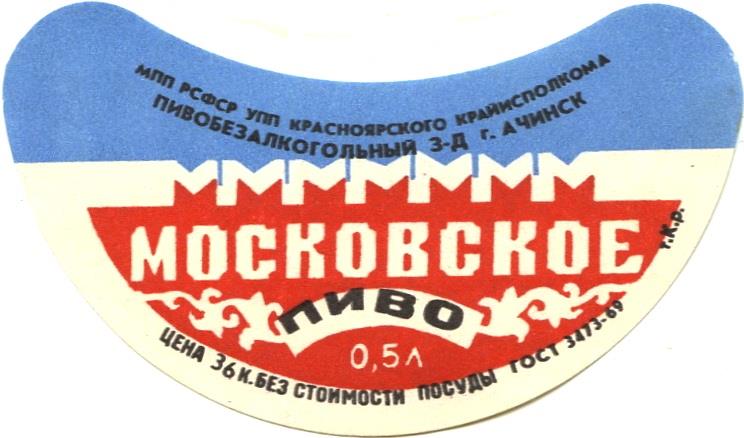 МПП РСФСР УПП КРАСНОЯРСКОГО КРАЙИСПОЛКОМА
ПИВОБЕЗАЛКОГОЛЬНЫЙ З-Д г. АЧИНСК
МОСКОВСКОЕ
ПИВО
0,5л
ЦЕНА 36 К. БЕЗ СТОИМОСТИ ПОСУДЫ ГОСТ 3473-69
т.К.р.